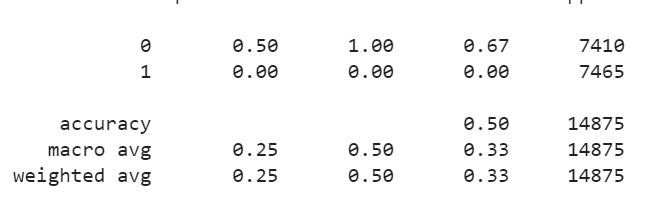 0 0.50 1.00 0.67 7410
1 0.00 0.00 0.00 7465
accuracy 0.50 14875
macro avg 0.25 0.50 0.33 14875
weighted avg 0.25 0.50 0.33 14875